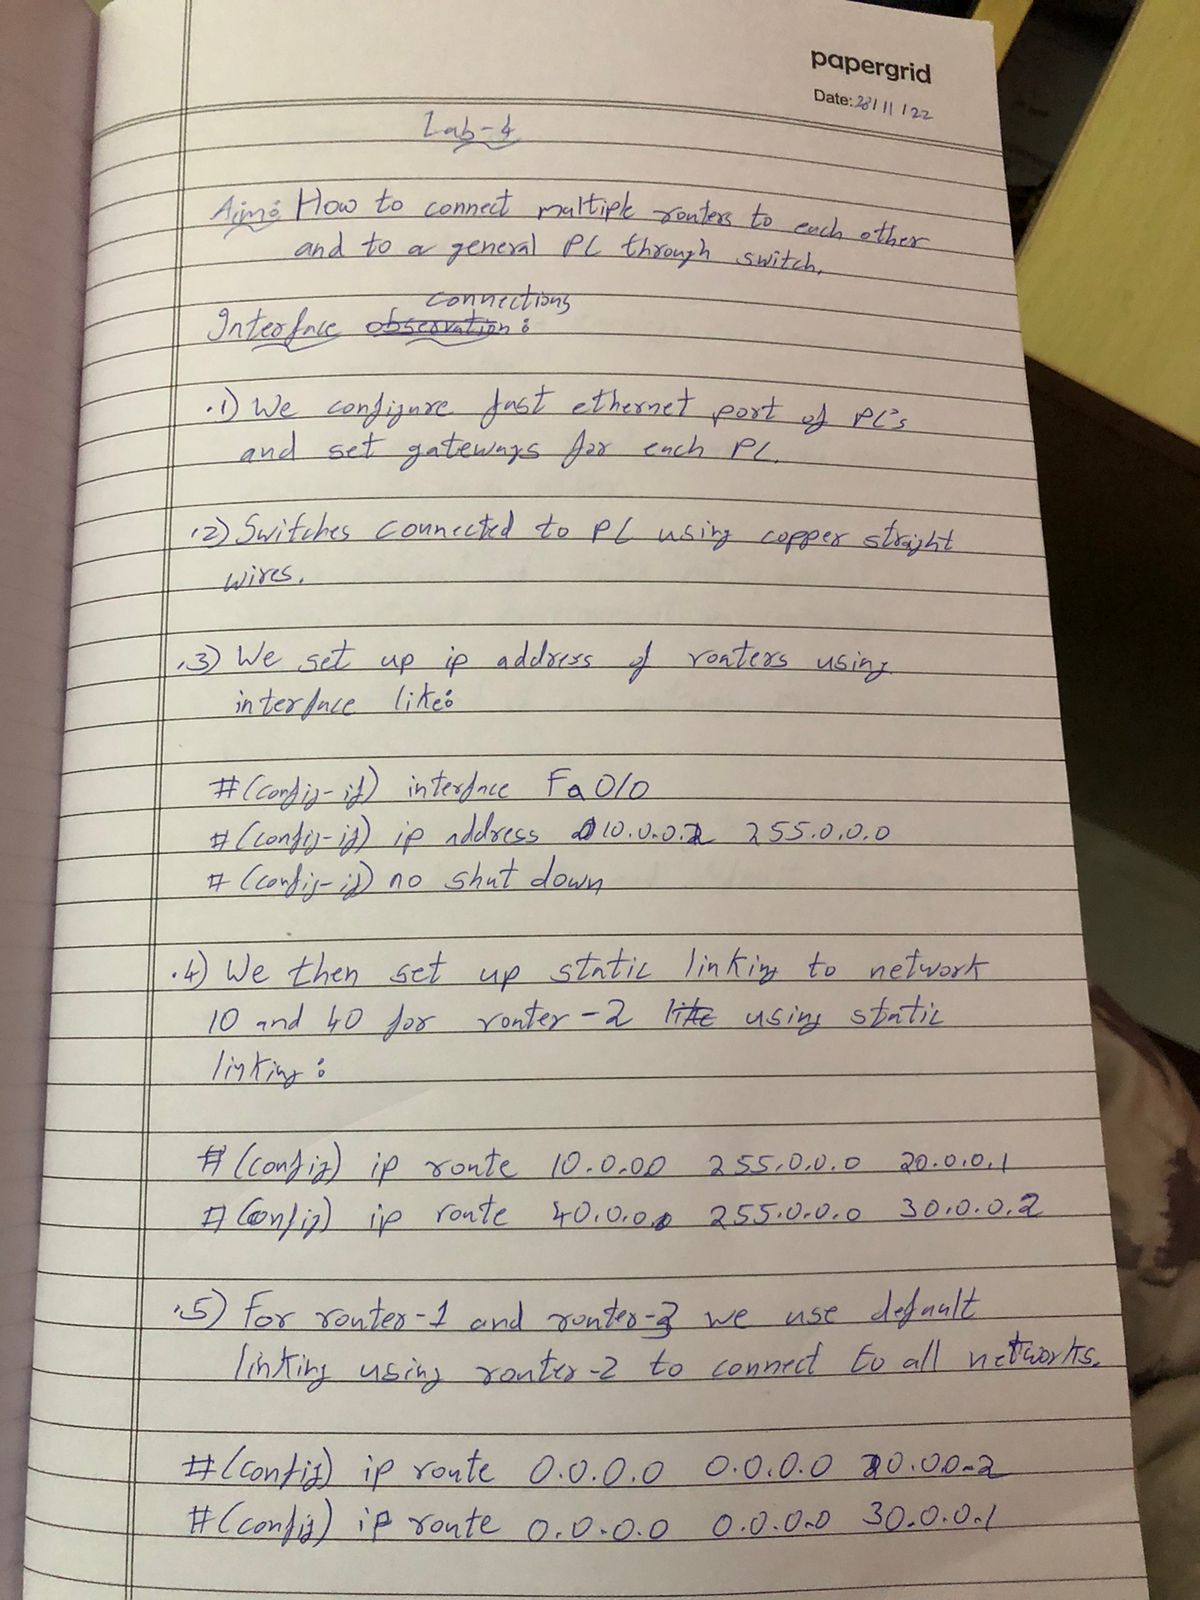 papergrid
Date: 28/11/22
Lab-4
Aim: How to connect multiple routers to each other
and to a general PC through switch.
connections
Interface observation:
.1) We configure fast ethernet port of PC's
and set gateways for each PC.
.2) Switches connected to PC using copper straight
wires.
.3) We set up ip address of routers using
interface like:
#(config-if) interface Fa0/0
#(config-if) ip address 10.0.0.2 255.0.0.0
#(config-if) no shut down
.4) We then set up static linking to network
10 and 40 for router-2 like using static
linking:
#(config) ip route 10.0.00 255.0.0.0 20.0.0.1
#(config) ip route 40.0.0.0 255.0.0.0 30.0.0.2
.5) For router-1 and router-3 we use default
linking using router-2 to connect to all networks.
#(config) ip route 0.0.0.0 0.0.0.0 20.00.2
#(config) ip route 0.0.0.0 0.0.0.0 30.0.0.1